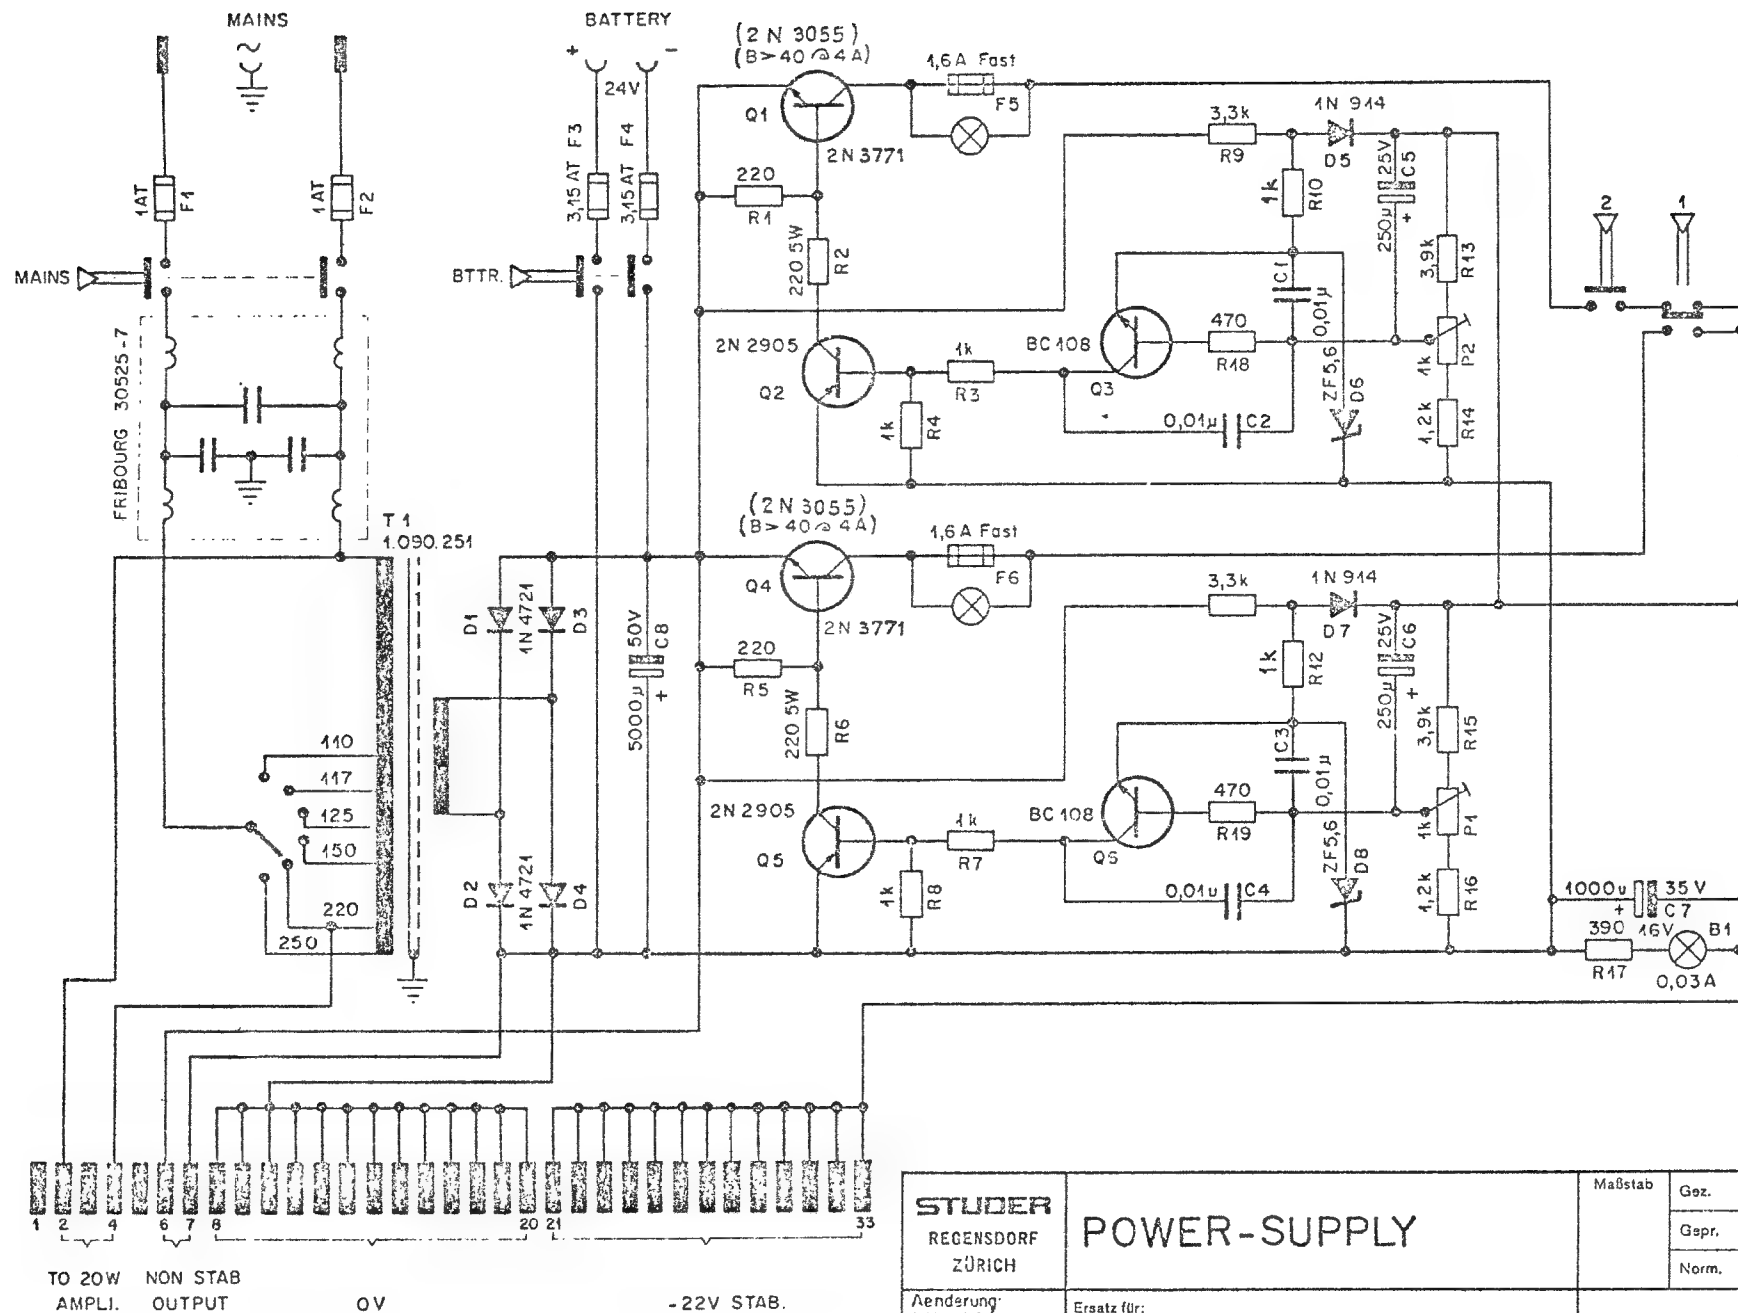 MAINS
BATTERY
+
-
24V
(2 N 3055)
(B>40@4A)
Q1
2N 3771
1,6A Fast
F5
1N 914
D5
3,3k
R9
1AT
F1
1AT
F2
3,15 AT F3
3,15 AT F4
220
R1
220 5W
R2
1k
R10
250µ 25V
C5
+
3,9k
R13
2
1
MAINS
BTTR.
FRIBOURG 30525-7
2N 2905
Q2
1k
R3
1k
R4
BC 108
Q3
470
R18
C1
0,01µ
0,01µ
C2
ZF5,6
D6
1k
P2
1,2k
R14
T 1
1.090.251
(2 N 3055)
(B>40@4A)
Q4
2N 3771
1,6A Fast
F6
3,3k
1N 914
D7
D1
1N 4721
D3
5000µ 50V
C8
+
220
R5
220 5W
R6
1k
R12
250µ 25V
C6
+
3,9k
R15
110
117
125
150
220
250
2N 2905
Q5
1k
R7
1k
R8
BC 108
Q6
470
R19
C3
0,01µ
0,01µ
C4
ZF5,6
D8
1k
P1
1,2k
R16
D2
1N 4721
D4
1000µ
+
35 V
C7
390
R17
16V
B1
0,03A
1 2 4 6 7 8 20 21 33
TO 20W
AMPLI.
NON STAB
OUTPUT
0V
-22V STAB.
STUDER
REGENSDORF
ZÜRICH
POWER-SUPPLY
Maßstab
Gez.
Gepr.
Norm.
Aenderung:
Ersatz für: